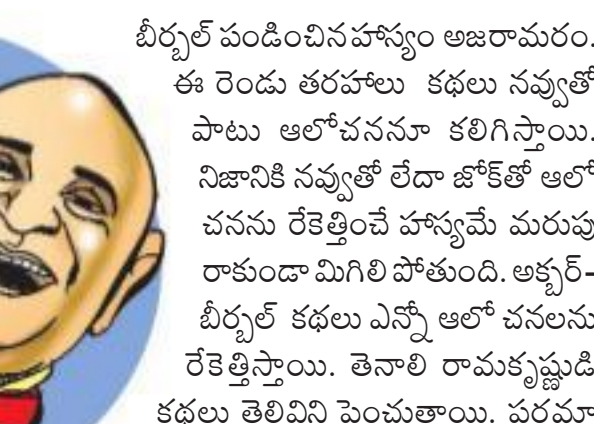 బీర్బల్ పండించిన హాస్యం అజరామరం.
ఈ రెండు తరహాలు కథలు నవ్వుతో
పాటు ఆలోచననూ కలిగిస్తాయి.
నిజానికి నవ్వుతో లేదా జోక్‌తో ఆలో
చనను రేకెత్తించే హాస్యమే మరుపు
రాకుండా మిగిలి పోతుంది. అక్బర్-
బీర్బల్ కథలు ఎన్నో ఆలో చనలను
రేకెత్తిస్తాయి. తెనాలి రామకృష్ణుడి
కథలు తెలివిని పెంచుతాయి. పరమా